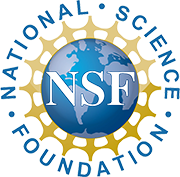 NATIONAL • SCIENCE
NSF
• FOUNDATION •